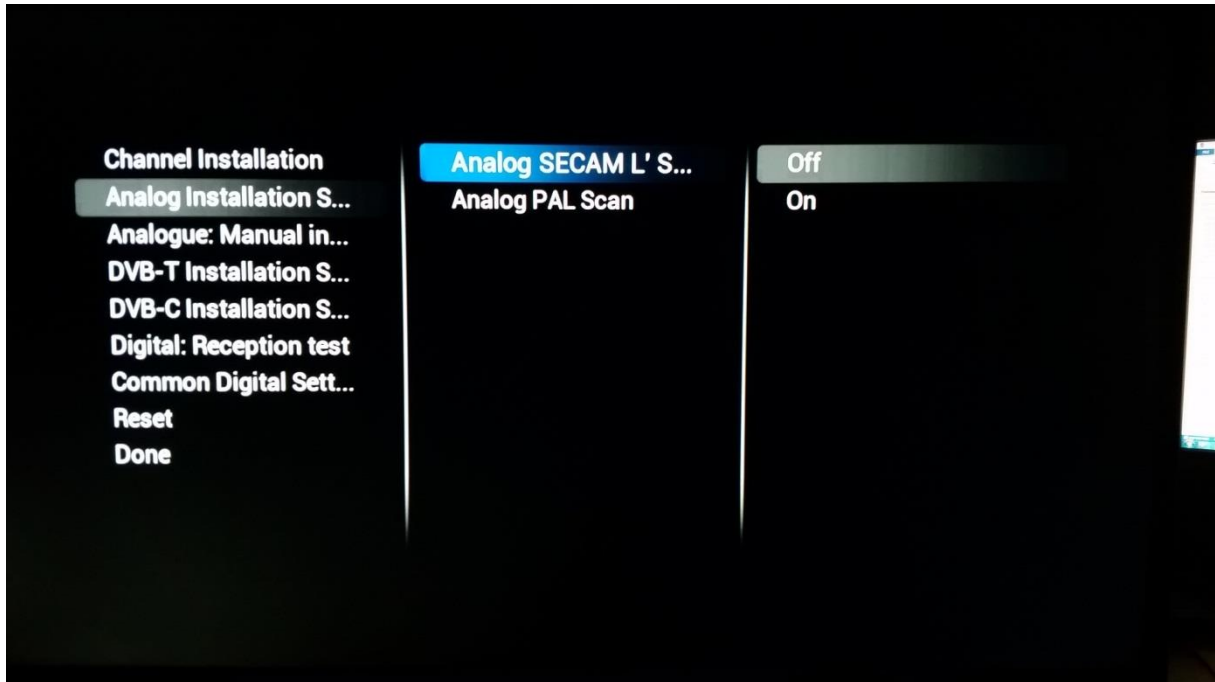 Channel Installation
Analog Installation S...
Analogue: Manual in...
DVB-T Installation S...
DVB-C Installation S...
Digital: Reception test
Common Digital Sett...
Reset
Done
Analog SECAM L' S...
Analog PAL Scan
Off
On